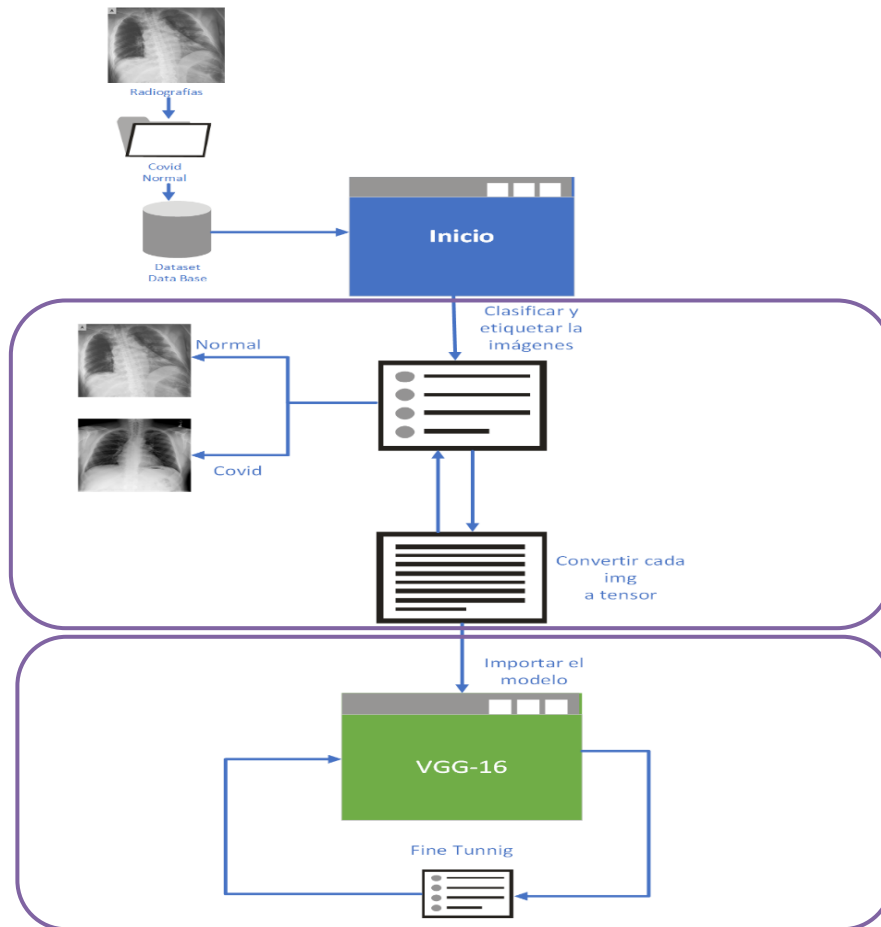 Radiografías
Covid
Normal
Dataset
Data Base
Inicio
Clasificar y
etiquetar la
imágenes
Normal
Covid
Convertir cada
img
a tensor
Importar el
modelo
VGG-16
Fine Tunnig